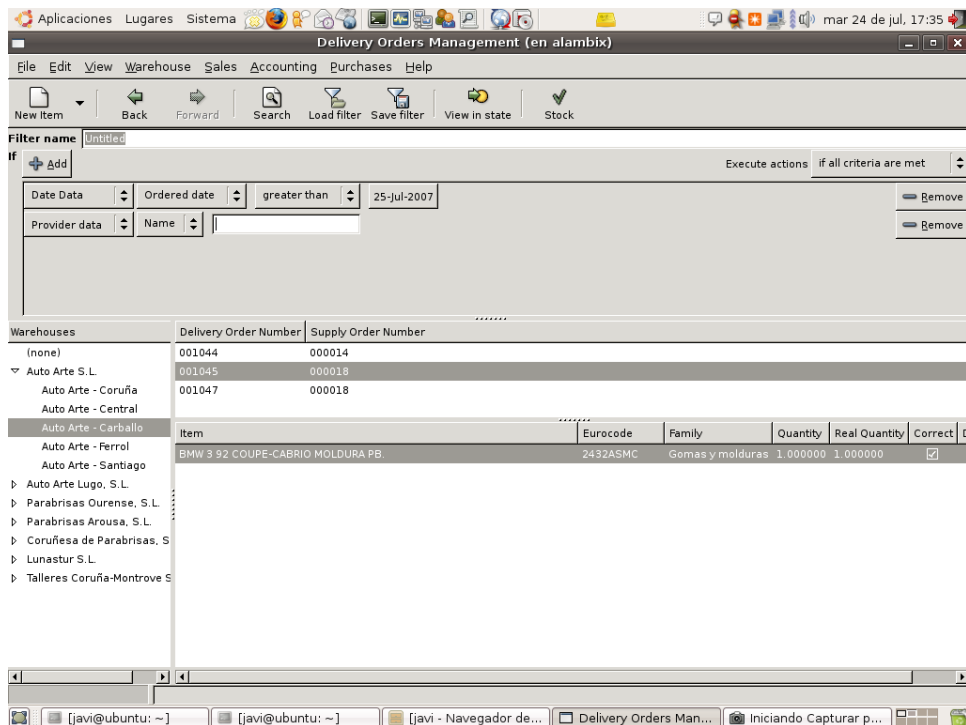 Aplicaciones Lugares Sistema mar 24 de jul, 17:35
Delivery Orders Management (en alambix)
File Edit View Warehouse Sales Accounting Purchases Help
New Item Back Forward Search Load filter Save filter View in state Stock
Filter name Untitled
If Add Execute actions if all criteria are met
Date Data Ordered date greater than 25-Jul-2007 Remove
Provider data Name Remove
Warehouses Delivery Order Number Supply Order Number
(none) 001044 000014
Auto Arte S.L. 001045 000018
Auto Arte - Coruña 001047 000018
Auto Arte - Central
Auto Arte - Carballo Item Eurocode Family Quantity Real Quantity Correct
Auto Arte - Ferrol BMW 3 92 COUPE-CABRIO MOLDURA PB. 2432ASMC Gomas y molduras 1.000000 1.000000
Auto Arte - Santiago
Auto Arte Lugo, S.L.
Parabrisas Ourense, S.L.
Parabrisas Arousa, S.L.
Coruñesa de Parabrisas, S
Lunastur S.L.
Talleres Coruña-Montrove S
[javi@ubuntu: ~] [javi@ubuntu: ~] [javi - Navegador de... Delivery Orders Man... Iniciando Capturar p...